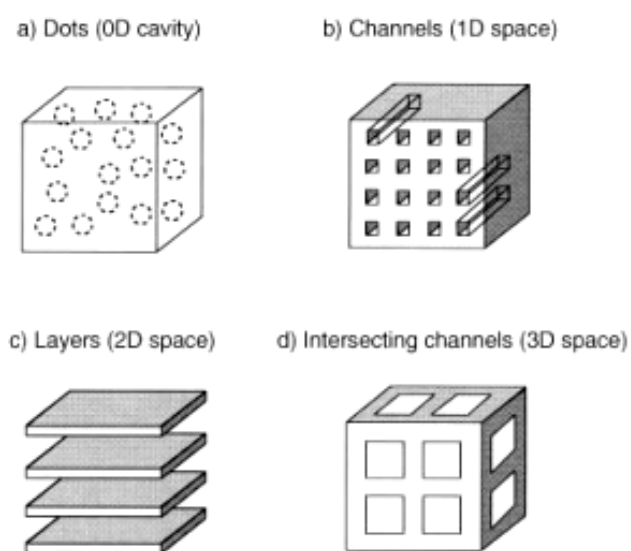 a) Dots (0D cavity)
b) Channels (1D space)
c) Layers (2D space)
d) Intersecting channels (3D space)